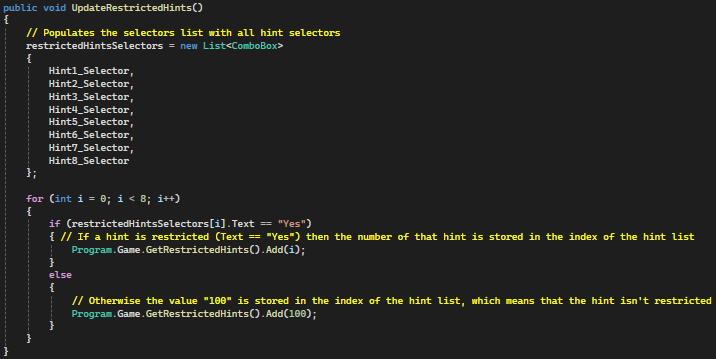 public void UpdateRestrictedHints()
{
// Populates the selectors list with all hint selectors
restrictedHintsSelectors = new List<ComboBox>
{
Hint1_Selector,
Hint2_Selector,
Hint3_Selector,
Hint4_Selector,
Hint5_Selector,
Hint6_Selector,
Hint7_Selector,
Hint8_Selector
};
for (int i = 0; i < 8; i++)
{
if (restrictedHintsSelectors[i].Text == "Yes")
{ // If a hint is restricted (Text == "Yes") then the number of that hint is stored in the index of the hint list
Program.Game.GetRestrictedHints().Add(i);
}
else
{
// Otherwise the value "100" is stored in the index of the hint list, which means that the hint isn't restricted
Program.Game.GetRestrictedHints().Add(100);
}
}
}